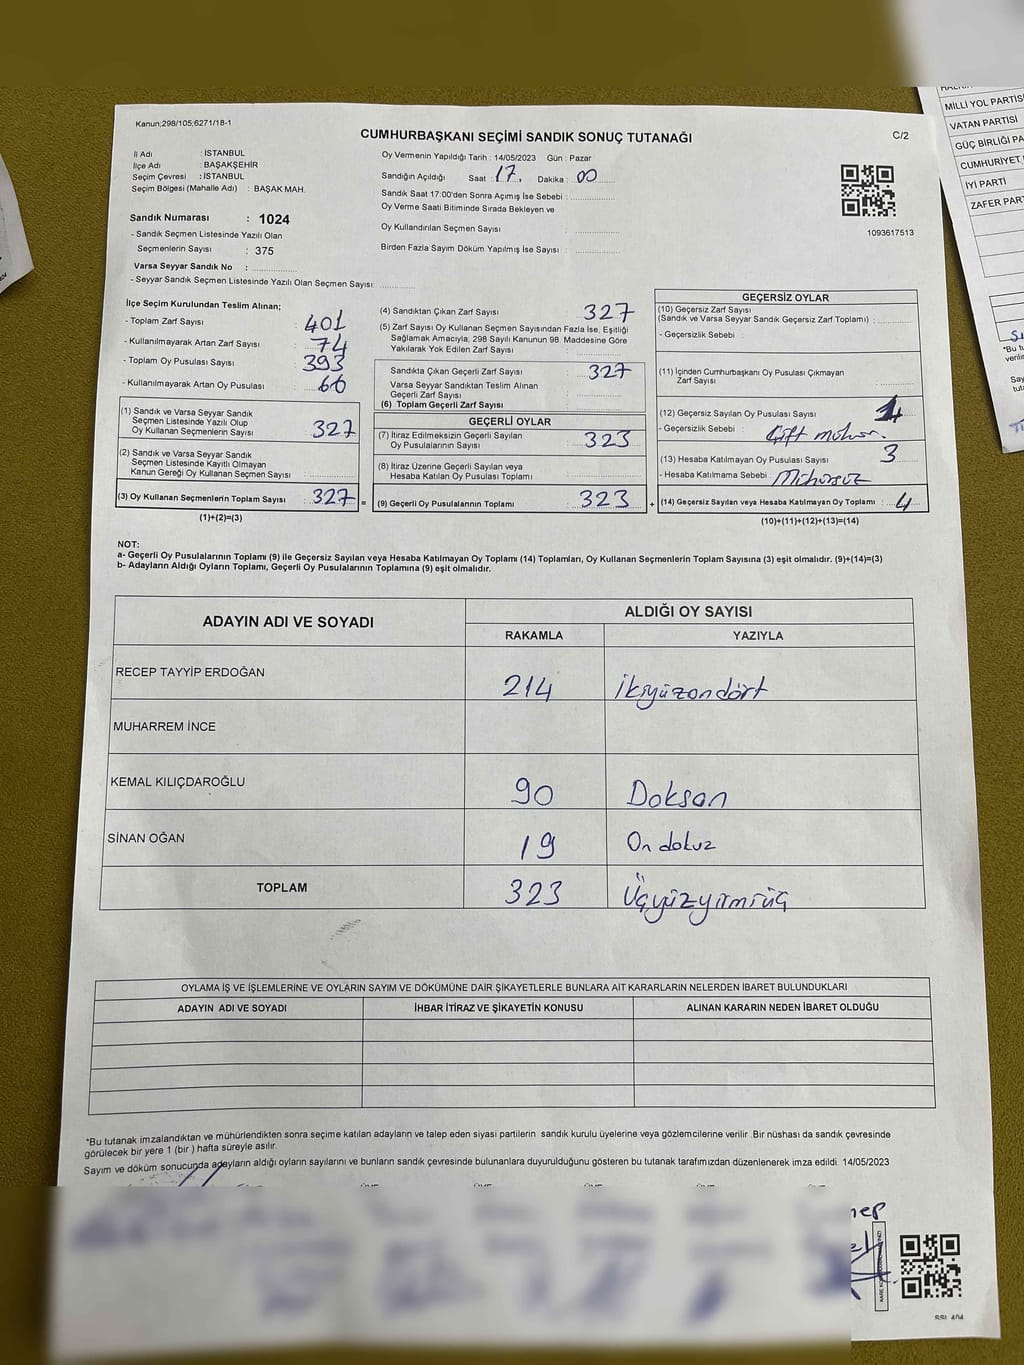 Kanun;298/105;6271/18-1
CUMHURBAŞKANI SEÇİMİ SANDIK SONUÇ TUTANAĞI
C/2
İl Adı : İSTANBUL
İlçe Adı : BAŞAKŞEHİR
Seçim Çevresi : İSTANBUL
Seçim Bölgesi (Mahalle Adı) : BAŞAK MAH.
Sandık Numarası : 1024
- Sandık Seçmen Listesinde Yazılı Olan
Seçmenlerin Sayısı : 375
Varsa Seyyar Sandık No :
- Seyyar Sandık Seçmen Listesinde Yazılı Olan Seçmen Sayısı:
Oy Vermenin Yapıldığı Tarih : 14/05/2023 Gün : Pazar
Sandığın Açıldığı Saat : 17. Dakika : 00
Sandık Saat 17:00'den Sonra Açımış İse Sebebi :
Oy Verme Saati Bitiminde Sırada Bekleyen ve
Oy Kullandırılan Seçmen Sayısı :
Birden Fazla Sayım Döküm Yapılmış İse Sayısı :
1093617513
İlçe Seçim Kurulundan Teslim Alınan;
- Toplam Zarf Sayısı : 401
- Kullanılmayarak Artan Zarf Sayısı : 74
- Toplam Oy Pusulası Sayısı : 393
- Kullanılmayarak Artan Oy Pusulası : 66
(1) Sandık ve Varsa Seyyar Sandık
Seçmen Listesinde Yazılı Olup
Oy Kullanan Seçmenlerin Sayısı : 327
(2) Sandık ve Varsa Seyyar Sandık
Seçmen Listesinde Kayıtlı Olmayan
Kanun Gereği Oy Kullanan Seçmen Sayısı :
(3) Oy Kullanan Seçmenlerin Toplam Sayısı : 327 =
(1)+(2)=(3)
(4) Sandıktan Çıkan Zarf Sayısı : 327
(5) Zarf Sayısı Oy Kullanan Seçmen Sayısından Fazla İse, Eşitliği
Sağlamak Amacıyla, 298 Sayılı Kanunun 98. Maddesine Göre
Yakılarak Yok Edilen Zarf Sayısı :
Sandıkta Çıkan Geçerli Zarf Sayısı : 327
Varsa Seyyar Sandıktan Teslim Alınan
Geçerli Zarf Sayısı :
(6) Toplam Geçerli Zarf Sayısı :
GEÇERLİ OYLAR
(7) İtiraz Edilmeksizin Geçerli Sayılan
Oy Pusulalarının Sayısı : 323
(8) İtiraz Üzerine Geçerli Sayılan veya
Hesaba Katılan Oy Pusulası Toplamı :
(9) Geçerli Oy Pusulalarının Toplamı : 323 +
GEÇERSİZ OYLAR
(10) Geçersiz Zarf Sayısı
(Sandık ve Varsa Seyyar Sandık Geçersiz Zarf Toplamı) :
- Geçersizlik Sebebi :
(11) İçinden Cumhurbaşkanı Oy Pusulası Çıkmayan
Zarf Sayısı :
(12) Geçersiz Sayılan Oy Pusulası Sayısı : 1
- Geçersizlik Sebebi : Çift mühür.
(13) Hesaba Katılmayan Oy Pusulası Sayısı : 3
- Hesaba Katılmama Sebebi : Mühürsüz
(14) Geçersiz Sayılan veya Hesaba Katılmayan Oy Toplamı : 4
(10)+(11)+(12)+(13)=(14)
NOT:
a- Geçerli Oy Pusulalarının Toplamı (9) ile Geçersiz Sayılan veya Hesaba Katılmayan Oy Toplamı (14) Toplamları, Oy Kullanan Seçmenlerin Toplam Sayısına (3) eşit olmalıdır. (9)+(14)=(3)
b- Adayların Aldığı Oyların Toplamı, Geçerli Oy Pusulalarının Toplamına (9) eşit olmalıdır.
ADAYIN ADI VE SOYADI
ALDIĞI OY SAYISI
RAKAMLA YAZIYLA
RECEP TAYYİP ERDOĞAN 214 İkiyüzondört
MUHARREM İNCE
KEMAL KILIÇDAROĞLU 90 Doksan
SİNAN OĞAN 19 On dokuz
TOPLAM 323 Üçyüzyirmiüç
OYLAMA İŞ VE İŞLEMLERİNE VE OYLARIN SAYIM VE DÖKÜMÜNE DAİR ŞİKAYETLERLE BUNLARA AİT KARARLARIN NELERDEN İBARET BULUNDUKLARI
ADAYIN ADI VE SOYADI İHBAR İTİRAZ VE ŞİKAYETİN KONUSU ALINAN KARARIN NEDEN İBARET OLDUĞU
*Bu tutanak imzalandıktan ve mühürlendikten sonra seçime katılan adayların ve talep eden siyasi partilerin sandık kurulu üyelerine veya gözlemcilerine verilir .Bir nüshası da sandık çevresinde
görülecek bir yere 1 (bir ) hafta süreyle asılır.
Sayım ve döküm sonucunda adayların aldığı oyların sayılarını ve bunların sandık çevresinde bulunanlara duyurulduğunu gösteren bu tutanak tarafımızdan düzenlenerek imza edildi. 14/05/2023
MİLLİ YOL PARTİSİ
VATAN PARTİSİ
GÜÇ BİRLİĞİ PA
CUMHURİYET
İYİ PARTİ
ZAFER PAR